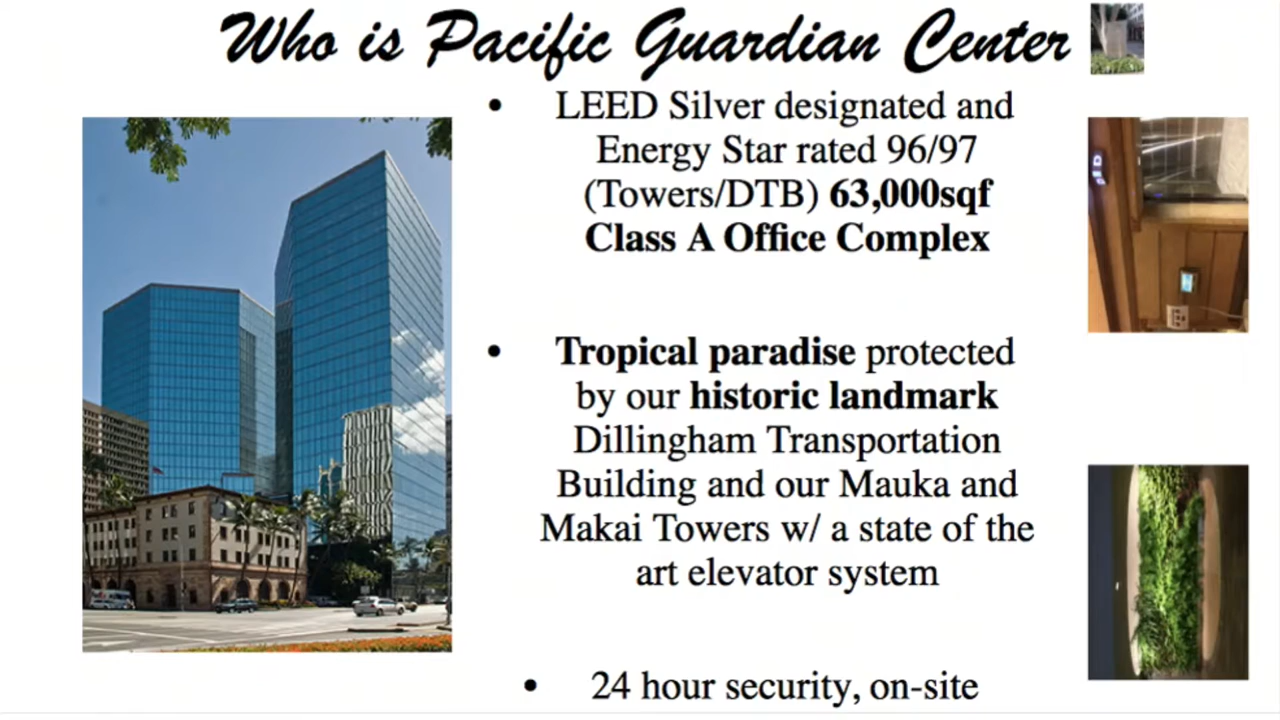 Who is Pacific Guardian Center
• LEED Silver designated and
Energy Star rated 96/97
(Towers/DTB) 63,000sqf
Class A Office Complex
• Tropical paradise protected
by our historic landmark
Dillingham Transportation
Building and our Mauka and
Makai Towers w/ a state of the
art elevator system
• 24 hour security, on-site